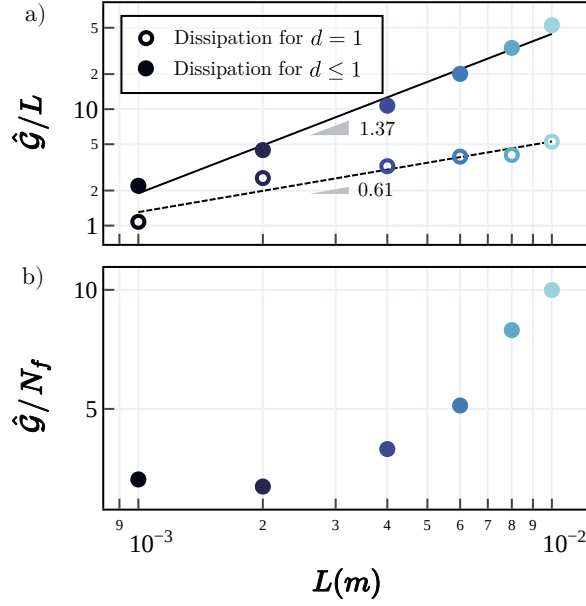 a)
Dissipation for d = 1
Dissipation for d ≤ 1
5
2
10
5
2
1
𝒢̂/L
1.37
0.61
b)
10
5
𝒢̂/N_f
9 2 3 4 5 6 7 8 9
10⁻³ 10⁻²
L(m)